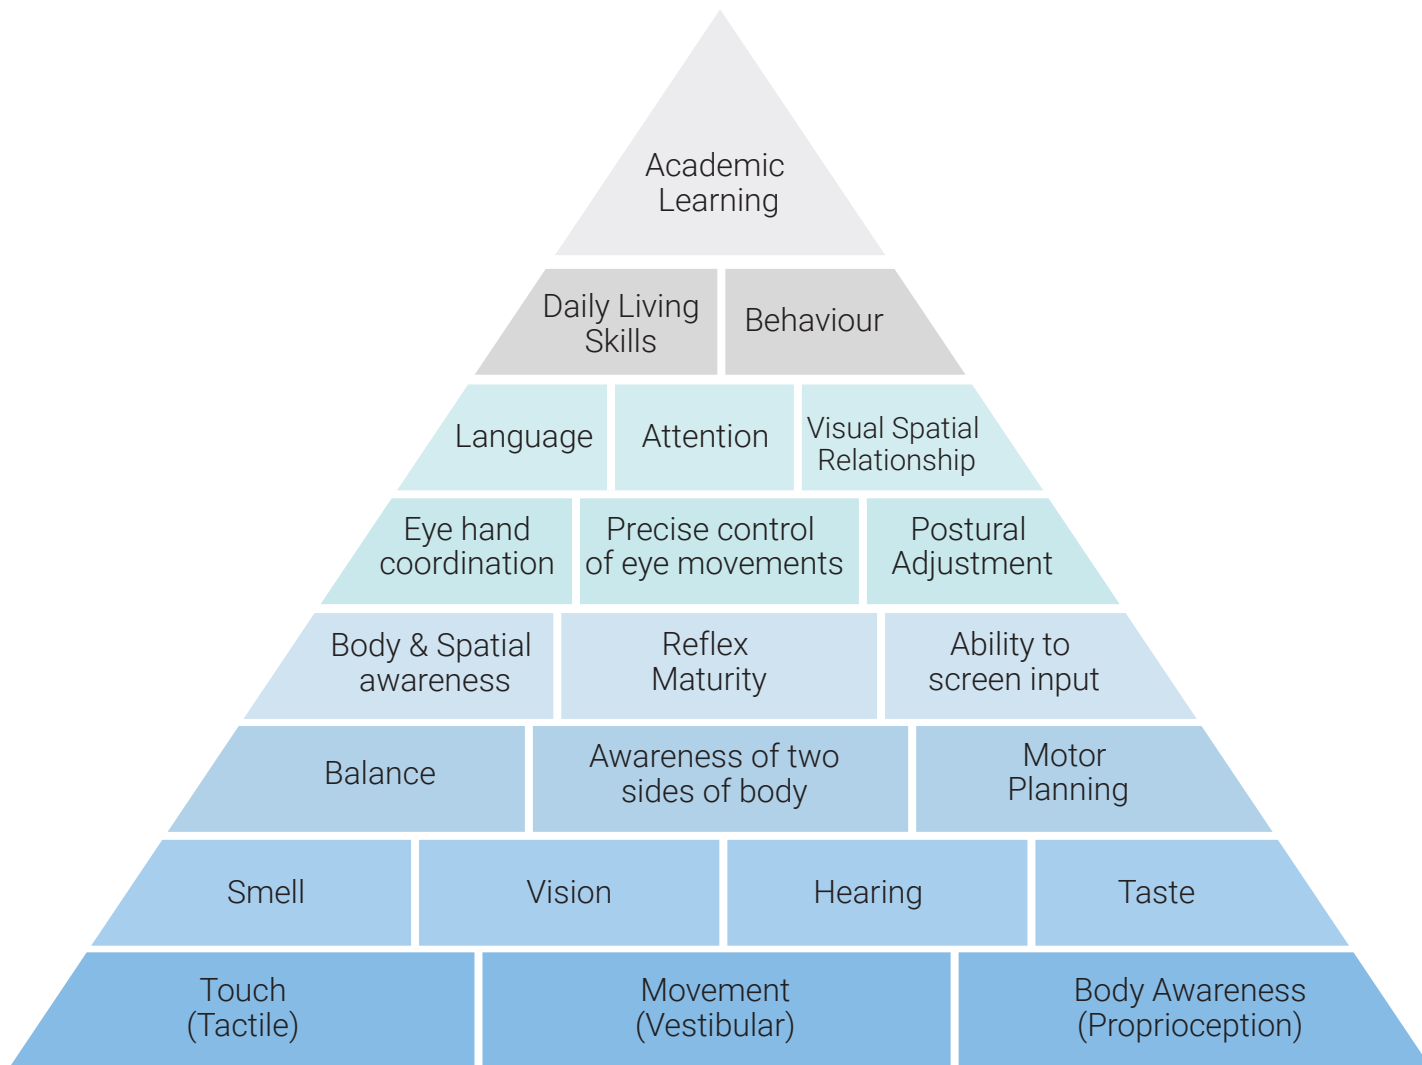 Academic
Learning
Daily Living
Skills
Behaviour
Language
Attention
Visual Spatial
Relationship
Eye hand
coordination
Precise control
of eye movements
Postural
Adjustment
Body & Spatial
awareness
Reflex
Maturity
Ability to
screen input
Balance
Awareness of two
sides of body
Motor
Planning
Smell
Vision
Hearing
Taste
Touch
(Tactile)
Movement
(Vestibular)
Body Awareness
(Proprioception)